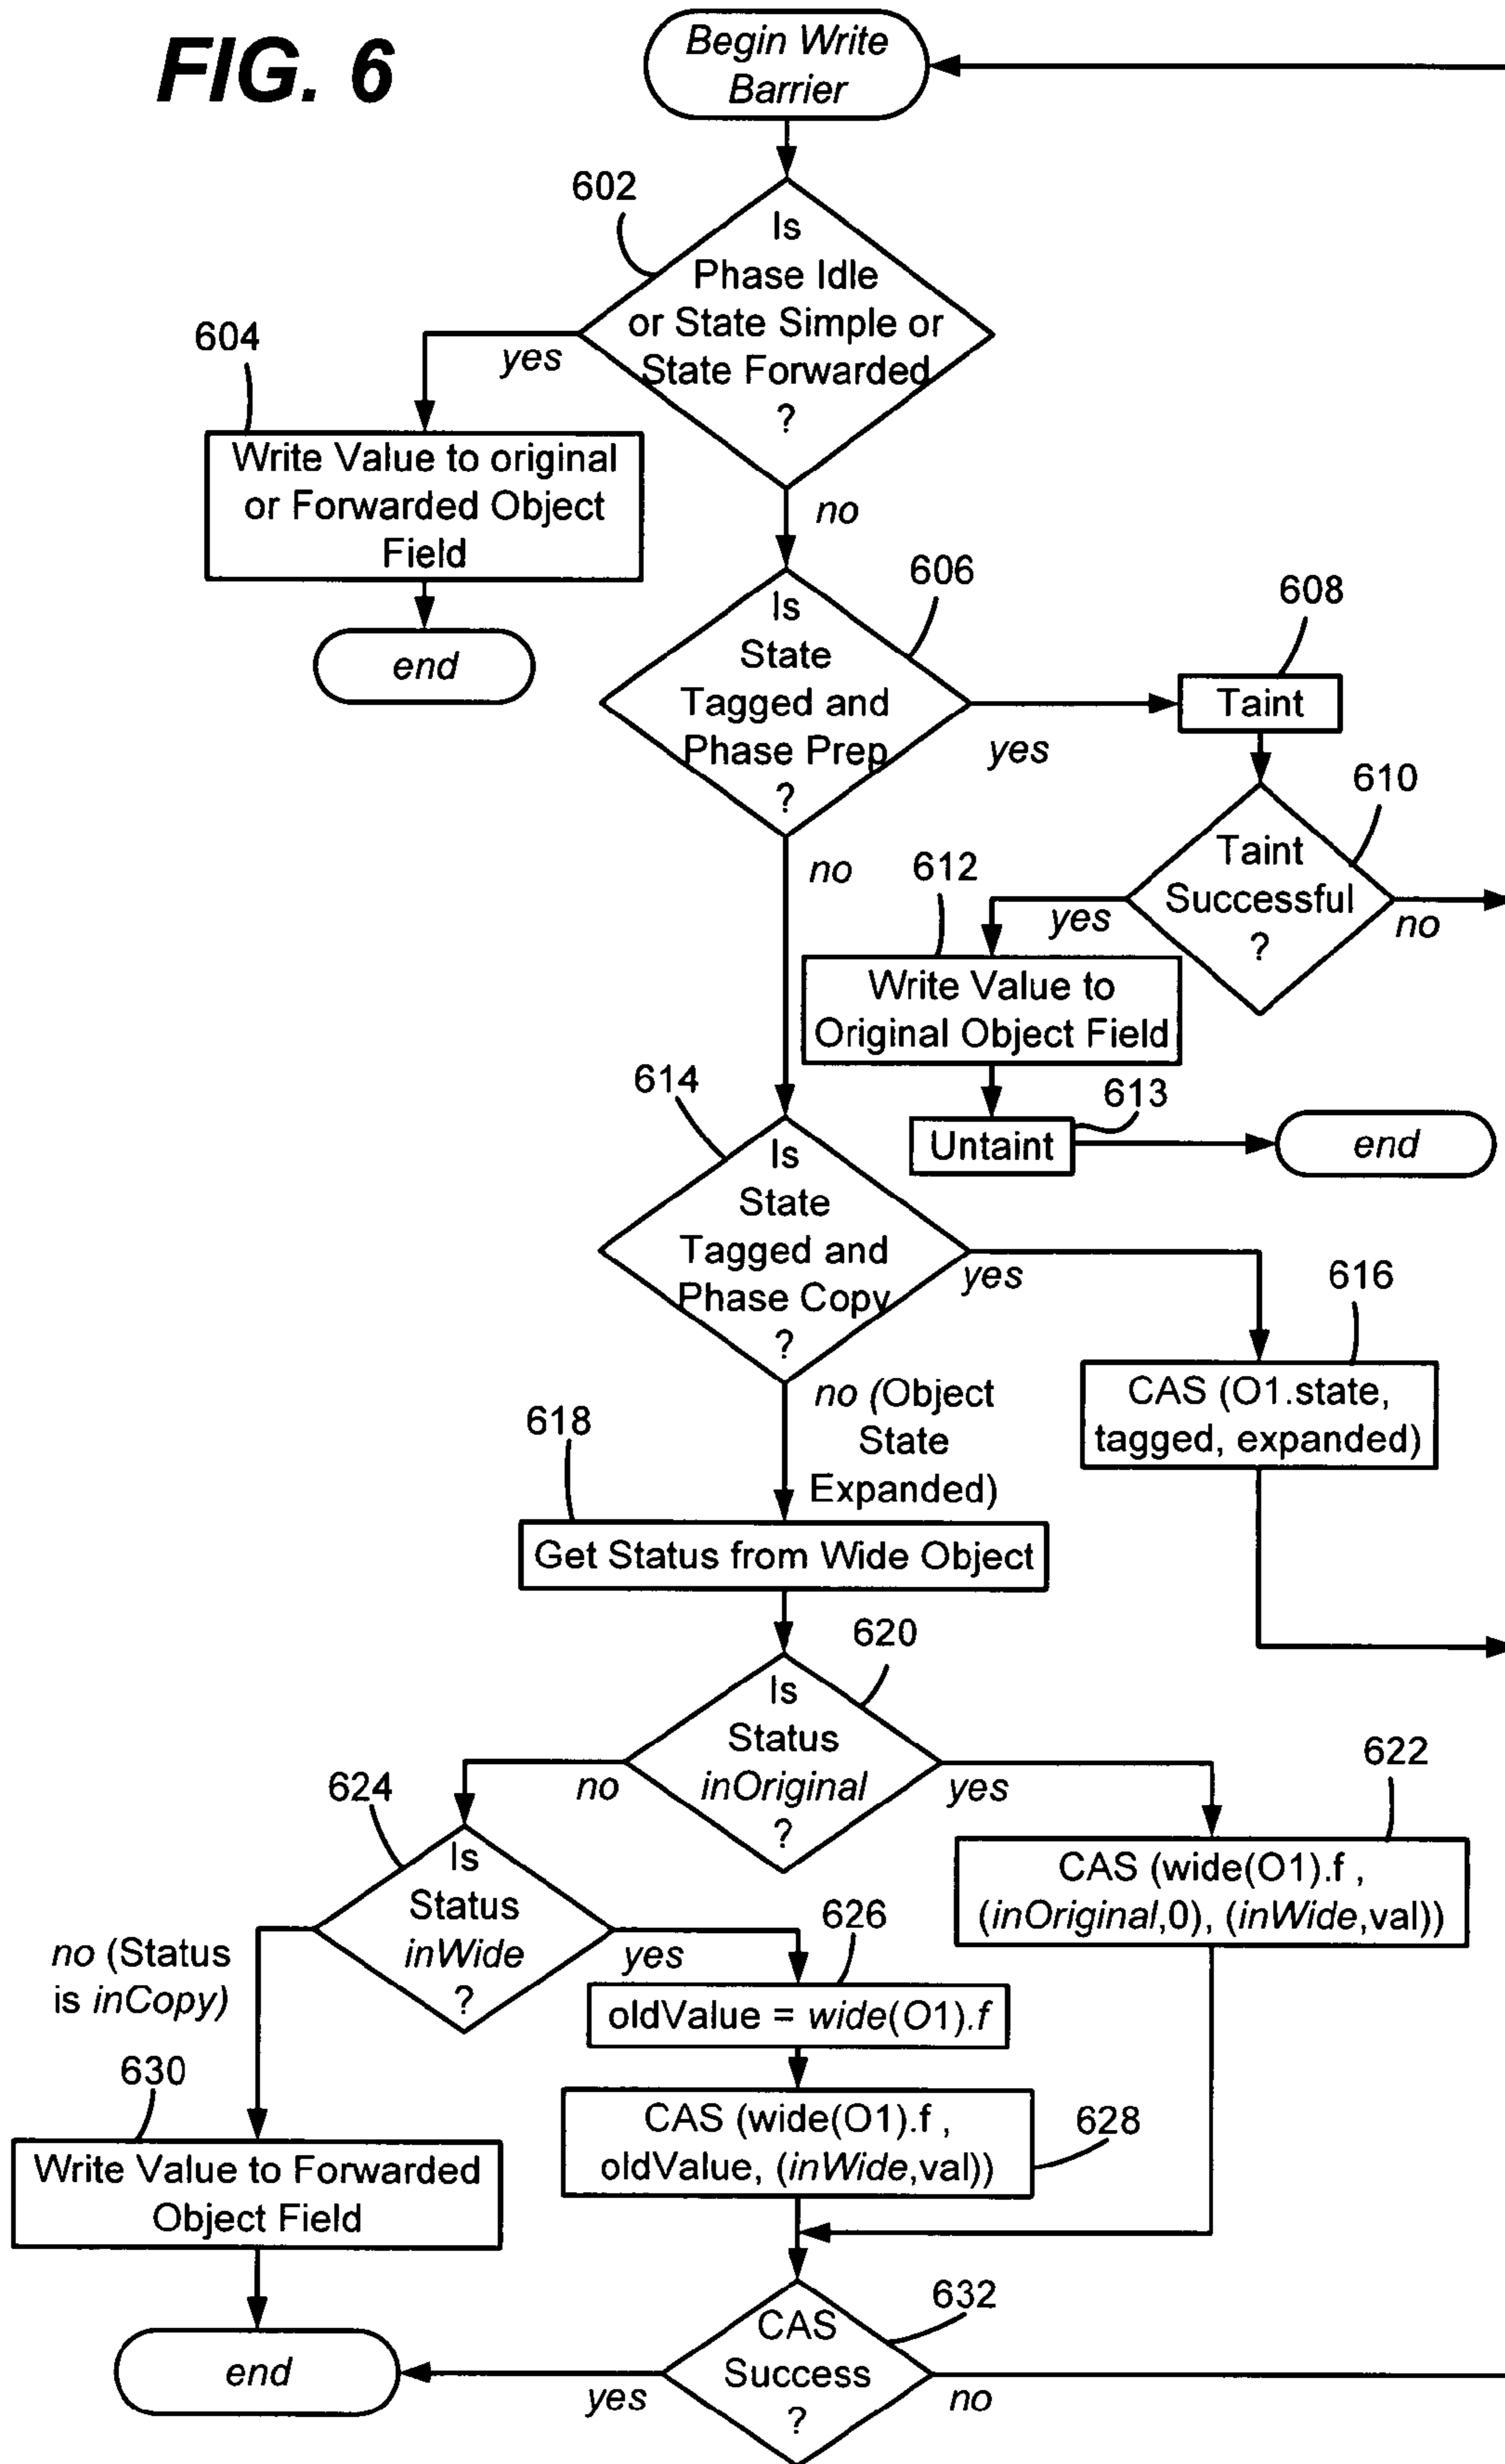 FIG. 6
Begin Write
Barrier
602
Is
Phase Idle
or State Simple or
State Forwarded
?
yes
no
604
Write Value to original
or Forwarded Object
Field
end
606
Is
State
Tagged and
Phase Prep
?
yes
no
608
Taint
610
Taint
Successful
?
yes
no
612
Write Value to
Original Object Field
613
Untaint
end
614
Is
State
Tagged and
Phase Copy
?
yes
no (Object
State
Expanded)
616
CAS (O1.state,
tagged, expanded)
618
Get Status from Wide Object
620
Is
Status
inOriginal
?
no
yes
622
CAS (wide(O1).f ,
(inOriginal,0), (inWide,val))
624
Is
Status
inWide
?
no (Status
is inCopy)
yes
626
oldValue = wide(O1).f
628
CAS (wide(O1).f ,
oldValue, (inWide,val))
630
Write Value to Forwarded
Object Field
end
632
CAS
Success
?
yes
no